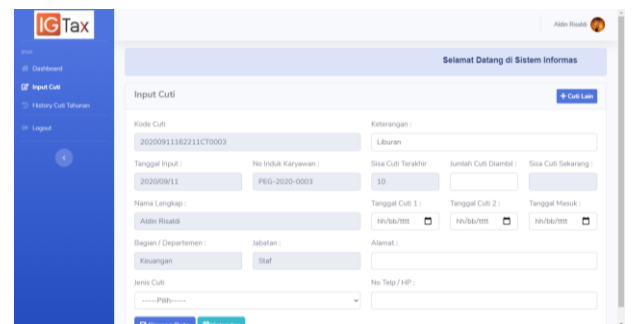 IG Tax
Aldin Risaldi
Dashboard
Input Cuti
History Cuti Tahunan
Logout
Selamat Datang di Sistem Informas
Input Cuti
+ Cuti Lain
Kode Cuti
Keterangan :
20200911162211CT0003
Liburan
Tanggal Input :
No Induk Karyawan :
Sisa Cuti Terakhir
Jumlah Cuti Diambil :
Sisa Cuti Sekarang :
2020/09/11
PEG-2020-0003
10
Nama Lengkap :
Tanggal Cuti 1 :
Tanggal Cuti 2 :
Tanggal Masuk :
Aldin Risaldi
hh/bb/tttt
hh/bb/tttt
hh/bb/tttt
Bagian / Departemen :
Jabatan :
Alamat :
Keuangan
Staf
Jenis Cuti
No Telp / HP :
-----Pilih-----